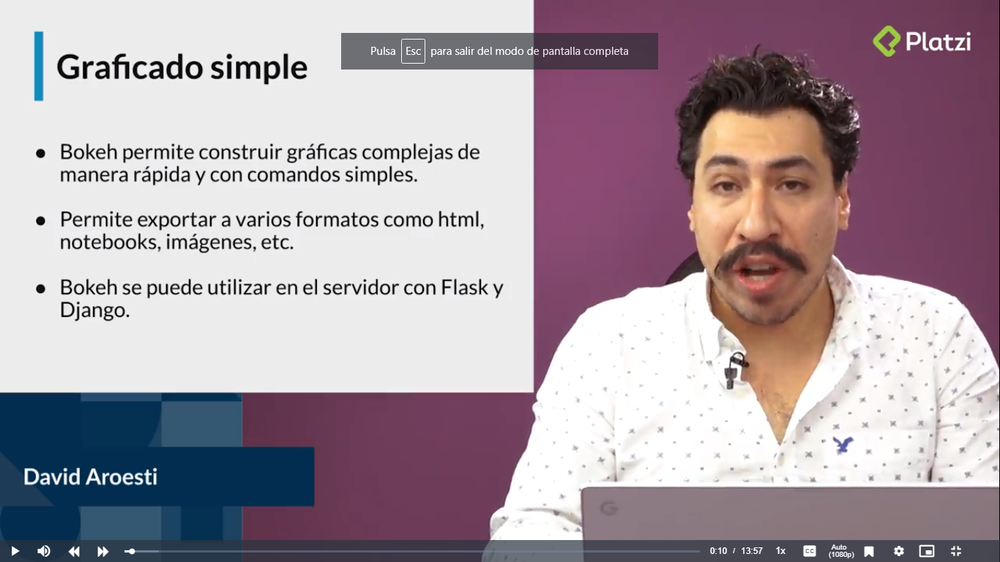 Pulsa Esc para salir del modo de pantalla completa
Platzi
Graficado simple
● Bokeh permite construir gráficas complejas de
manera rápida y con comandos simples.
● Permite exportar a varios formatos como html,
notebooks, imágenes, etc.
● Bokeh se puede utilizar en el servidor con Flask y
Django.
David Aroesti
G
0:10 / 13:57 1x CC Auto
(1080p)